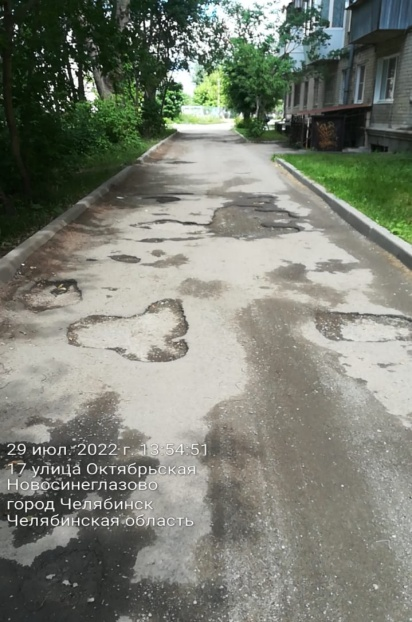 29 июл. 2022 г. 13:54:51
17 улица Октябрьская
Новосинеглазово
город Челябинск
Челябинская область